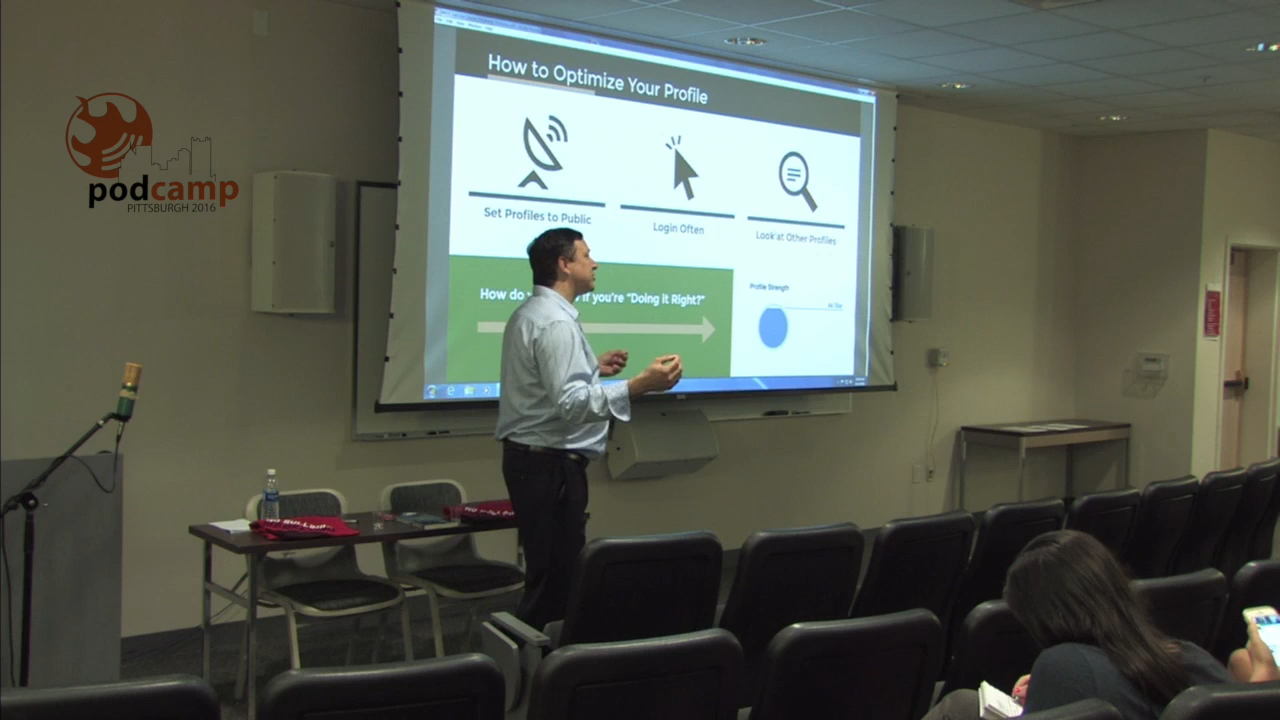 How to Optimize Your Profile
podcamp
PITTSBURGH 2016
Set Profiles to Public
Login Often
Look at Other Profiles
How do if you're "Doing it Right?"
Profile Strength